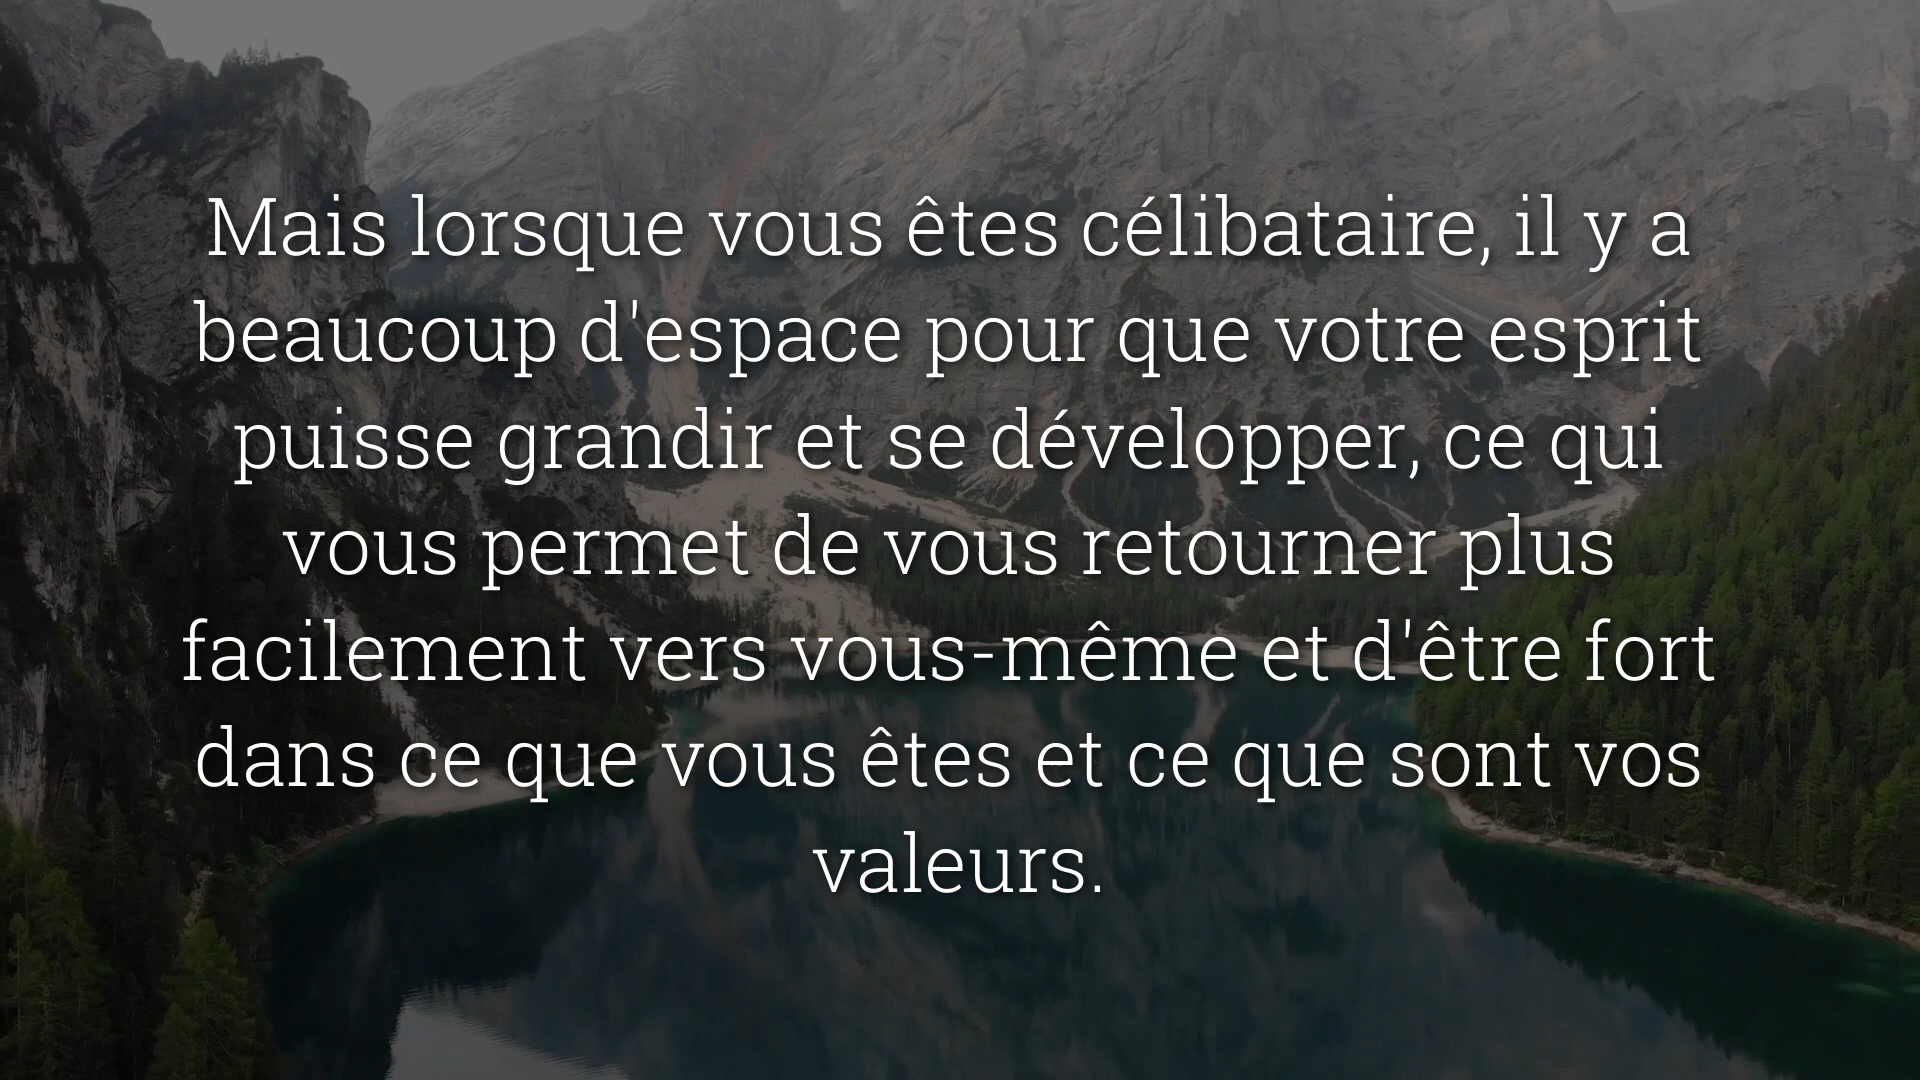 Mais lorsque vous êtes célibataire, il y a
beaucoup d'espace pour que votre esprit
puisse grandir et se développer, ce qui
vous permet de vous retourner plus
facilement vers vous-même et d'être fort
dans ce que vous êtes et ce que sont vos
valeurs.